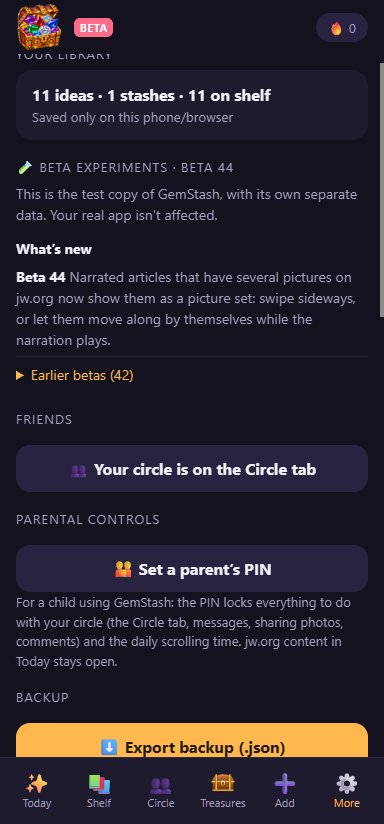 BETA
0
YOUR LIBRARY
11 ideas · 1 stashes · 11 on shelf
Saved only on this phone/browser
BETA EXPERIMENTS · BETA 44
This is the test copy of GemStash, with its own separate
data. Your real app isn't affected.
What's new
Beta 44 Narrated articles that have several pictures on
jw.org now show them as a picture set: swipe sideways,
or let them move along by themselves while the
narration plays.
Earlier betas (42)
FRIENDS
Your circle is on the Circle tab
PARENTAL CONTROLS
Set a parent's PIN
For a child using GemStash: the PIN locks everything to do
with your circle (the Circle tab, messages, sharing photos,
comments) and the daily scrolling time. jw.org content in
Today stays open.
BACKUP
Export backup (.json)
Today
Shelf
Circle
Treasures
Add
More